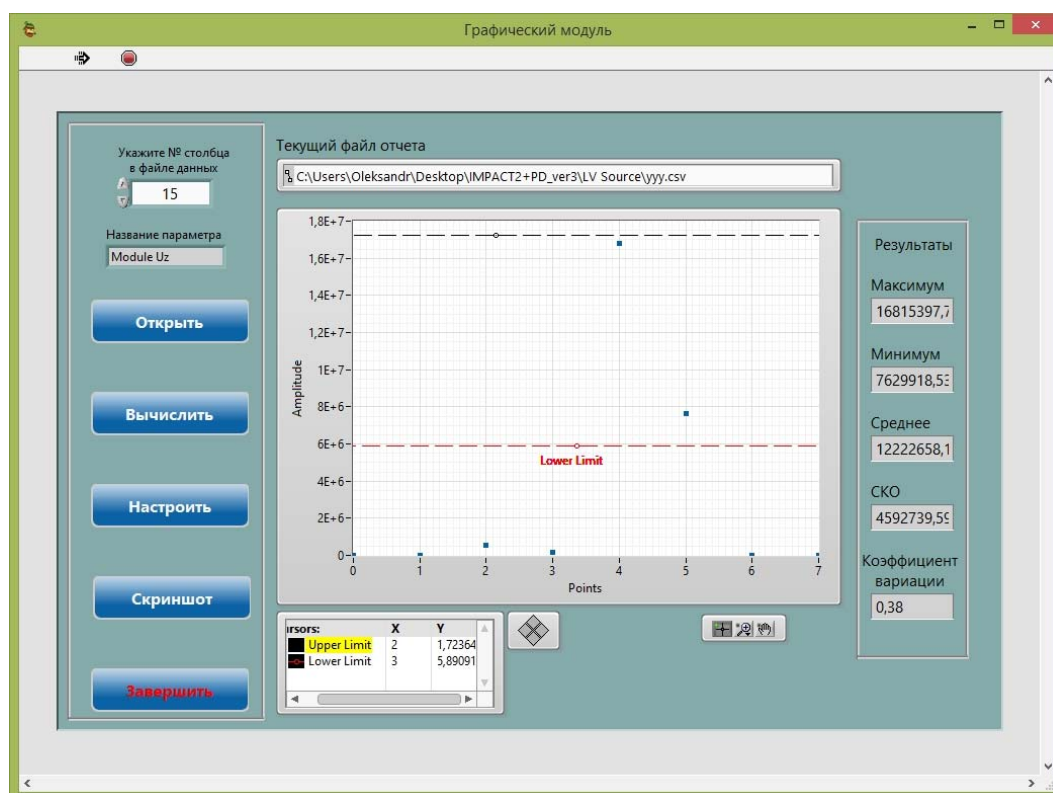 Графический модуль
Укажите № столбца
в файле данных
15
Название параметра
Module Uz
Открыть
Вычислить
Настроить
Скриншот
Завершить
Текущий файл отчета
C:\Users\Oleksandr\Desktop\IMPACT2+PD_ver3\LV Source\yyy.csv
1,8E+7
1,6E+7
1,4E+7
1,2E+7
1E+7
8E+6
6E+6
4E+6
2E+6
0
Amplitude
Lower Limit
0 1 2 3 4 5 6 7
Points
ırsors: X Y
Upper Limit 2 1,72364
Lower Limit 3 5,89091
Результаты
Максимум
16815397,7
Минимум
7629918,53
Среднее
12222658,1
СКО
4592739,59
Коэффициент
вариации
0,38